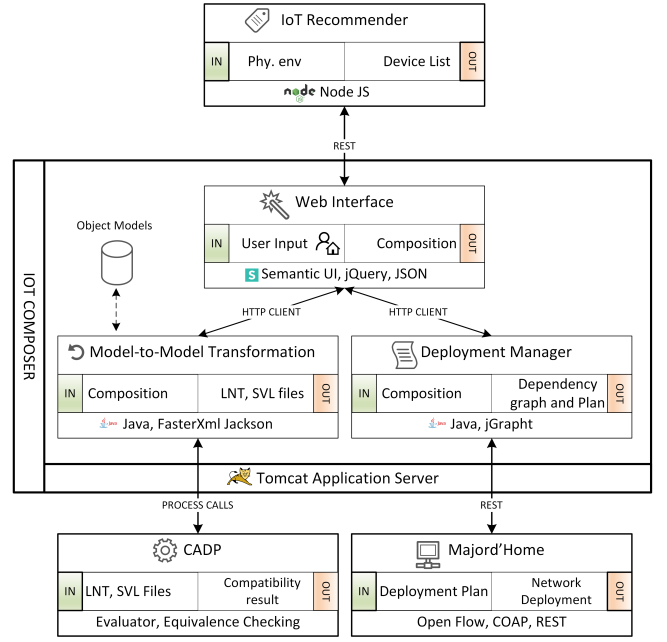 IoT Recommender
IN
Phy. env
Device List
OUT
node
Node JS
REST
IOT COMPOSER
Web Interface
IN
User Input
Composition
OUT
S Semantic UI, jQuery, JSON
Object Models
HTTP CLIENT
HTTP CLIENT
Model-to-Model Transformation
IN
Composition
LNT, SVL files
OUT
Java
Java, FasterXml Jackson
Deployment Manager
IN
Composition
Dependency
graph and Plan
OUT
Java
Java, jGrapht
Tomcat Application Server
PROCESS CALLS
REST
CADP
IN
LNT, SVL Files
Compatibility
result
OUT
Evaluator, Equivalence Checking
Majord’Home
IN
Deployment Plan
Network
Deployment
OUT
Open Flow, COAP, REST